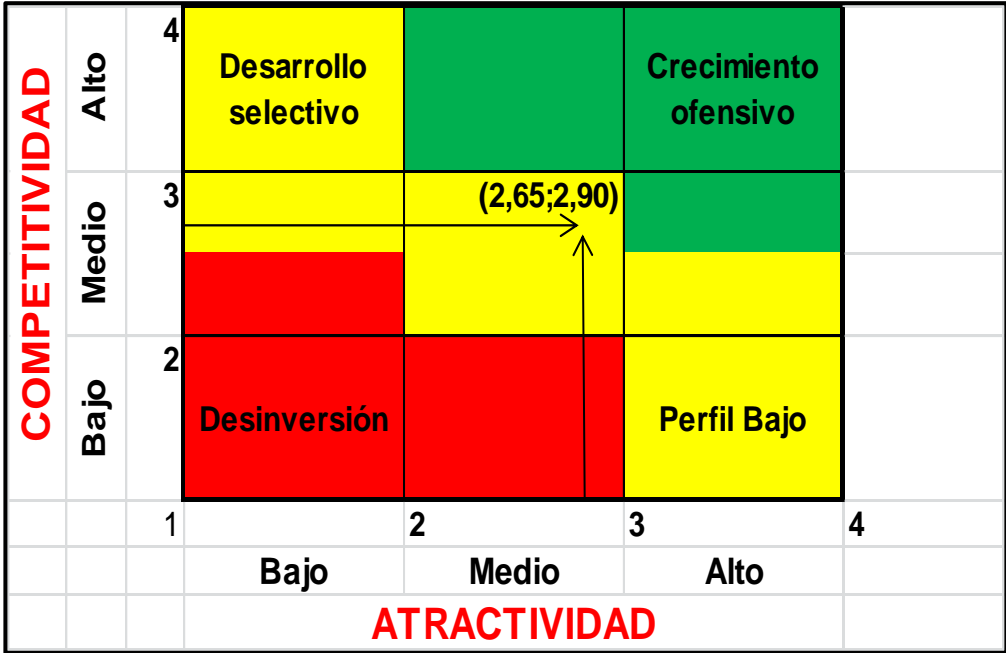 COMPETITIVIDAD
Alto
4
Desarrollo
selectivo
Crecimiento
ofensivo
Medio
3
(2,65;2,90)
Bajo
2
Desinversión
Perfil Bajo
1 2 3 4
Bajo Medio Alto
ATRACTIVIDAD